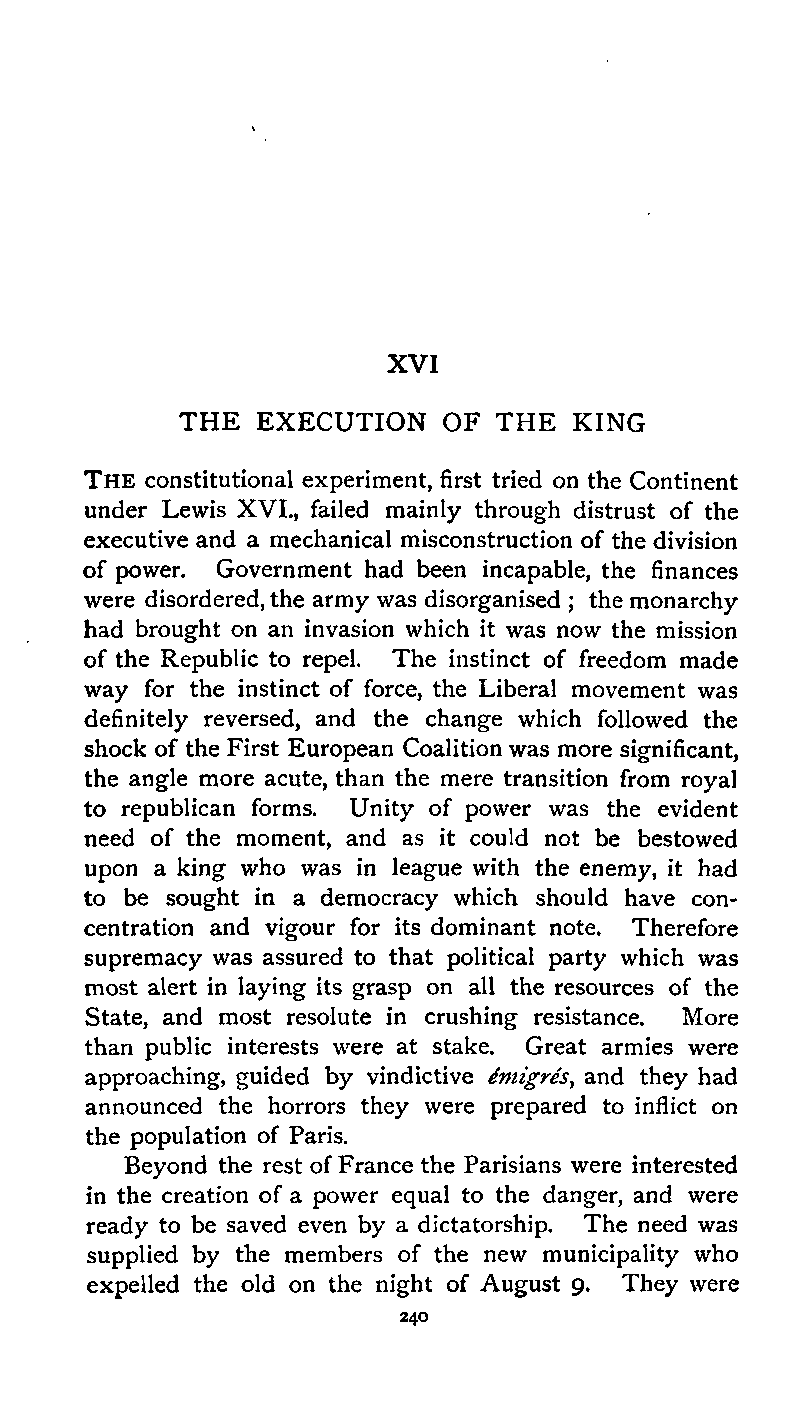 XVI
THE EXECUTION OF THE KING
THE constitutional experiment, first tried on the Continent
under Lewis XVI., failed mainly through distrust of the
executive and a mechanical misconstruction of the division
of power. Government had been incapable, the finances
were disordered, the army was disorganised ; the monarchy
had brought on an invasion which it was now the mission
of the Republic to repel. The instinct of freedom made
way for the instinct of force, the Liberal movement was
definitely reversed, and the change which followed the
shock of the First European Coalition was more significant,
the angle more acute, than the mere transition from royal
to republican forms. Unity of power was the evident
need of the moment, and as it could not be bestowed
upon a king who was in league with the enemy, it had
to be sought in a democracy which should have con-
centration and vigour for its dominant note. Therefore
supremacy was assured to that political party which was
most alert in laying its grasp on all the resources of the
State, and most resolute in crushing resistance. More
than public interests were at stake. Great armies were
approaching, guided by vindictive émigrés, and they had
announced the horrors they were prepared to inflict on
the population of Paris.
Beyond the rest of France the Parisians were interested
in the creation of a power equal to the danger, and were
ready to be saved even by a dictatorship. The need was
supplied by the members of the new municipality who
expelled the old on the night of August 9. They were
240